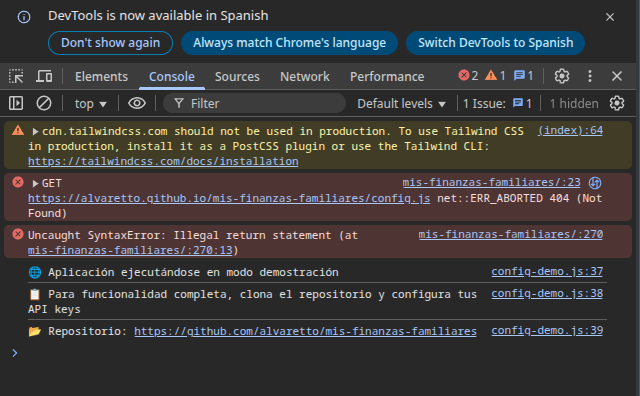 DevTools is now available in Spanish
Don't show again
Always match Chrome's language
Switch DevTools to Spanish
Elements
Console
Sources
Network
Performance
2
1
1
top
Filter
Default levels
1 Issue:
1
1 hidden
cdn.tailwindcss.com should not be used in production. To use Tailwind CSS (index):64
in production, install it as a PostCSS plugin or use the Tailwind CLI:
https://tailwindcss.com/docs/installation
GET mis-finanzas-familiares/:23
https://alvaretto.github.io/mis-finanzas-familiares/config.js net::ERR_ABORTED 404 (Not
Found)
Uncaught SyntaxError: Illegal return statement (at mis-finanzas-familiares/:270
mis-finanzas-familiares/:270:13)
🌐 Aplicación ejecutándose en modo demostración config-demo.js:37
📋 Para funcionalidad completa, clona el repositorio y configura tus config-demo.js:38
API keys
📂 Repositorio: https://github.com/alvaretto/mis-finanzas-familiares config-demo.js:39